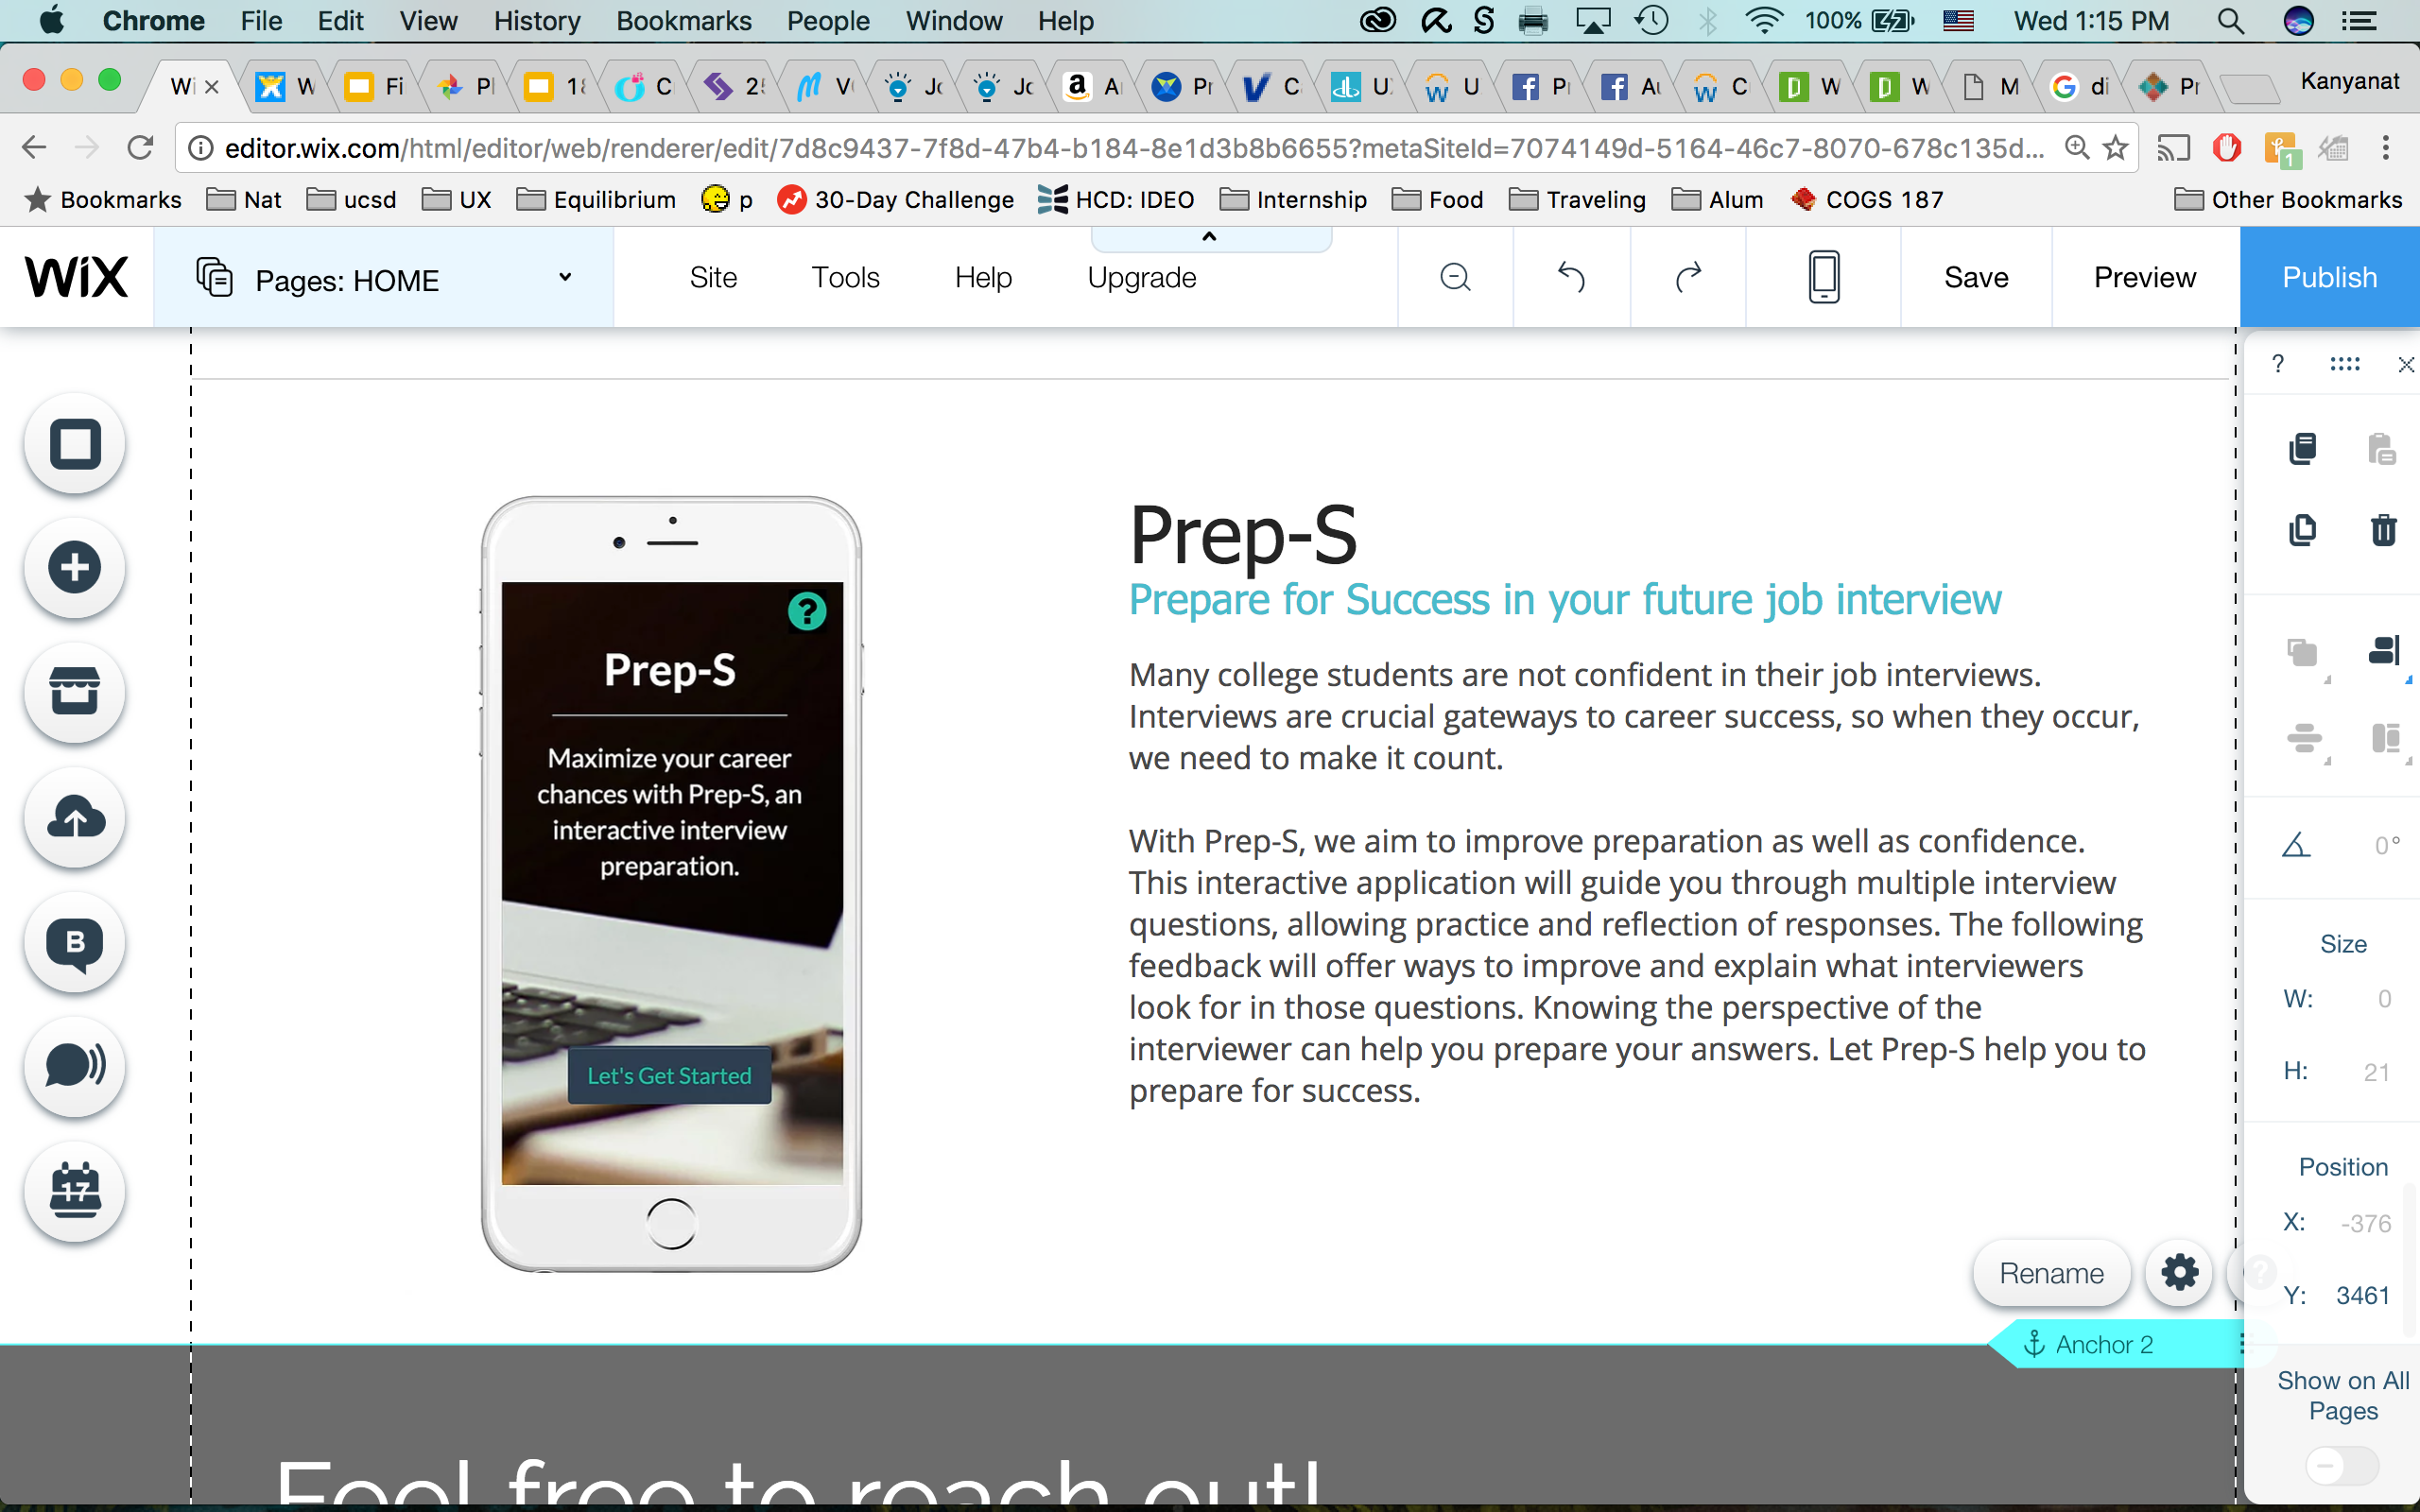 Chrome File Edit View History Bookmarks People Window Help 100% Wed 1:15 PM
Wi W Fi Pl 18 C 25 V Jo Jo A Pr C U U P Au C W W M di Pr Kanyanat
editor.wix.com/html/editor/web/renderer/edit/7d8c9437-7f8d-47b4-b184-8e1d3b8b6655?metaSiteId=7074149d-5164-46c7-8070-678c135d...
Bookmarks Nat ucsd UX Equilibrium p 30-Day Challenge HCD: IDEO Internship Food Traveling Alum COGS 187 Other Bookmarks
WiX Pages: HOME Site Tools Help Upgrade Save Preview Publish
?
Prep-S
Prepare for Success in your future job interview
Many college students are not confident in their job interviews.
Interviews are crucial gateways to career success, so when they occur,
we need to make it count.
With Prep-S, we aim to improve preparation as well as confidence.
This interactive application will guide you through multiple interview
questions, allowing practice and reflection of responses. The following
feedback will offer ways to improve and explain what interviewers
look for in those questions. Knowing the perspective of the
interviewer can help you prepare your answers. Let Prep-S help you to
prepare for success.
?
Prep-S
Maximize your career
chances with Prep-S, an
interactive interview
preparation.
Let's Get Started
B
17
0°
Size
W: 0
H: 21
Position
X: -376
Y: 3461
Rename
Anchor 2
Show on All
Pages
Feel free to reach out!